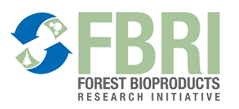 FBRI
FOREST BIOPRODUCTS
RESEARCH INITIATIVE